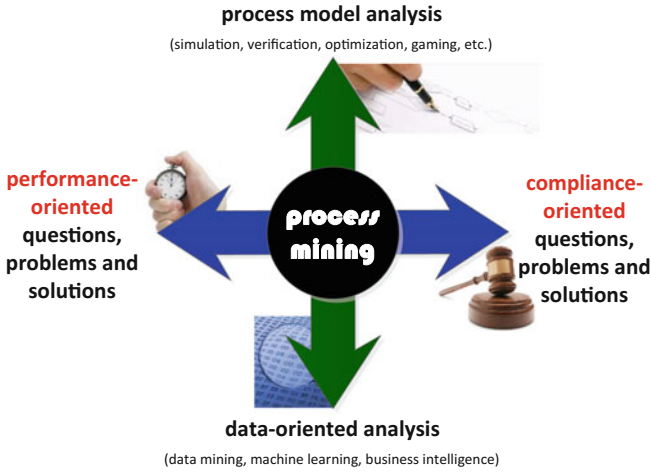 process model analysis
(simulation, verification, optimization, gaming, etc.)
performance-
oriented
questions,
problems and
solutions
process
mining
compliance-
oriented
questions,
problems and
solutions
data-oriented analysis
(data mining, machine learning, business intelligence)